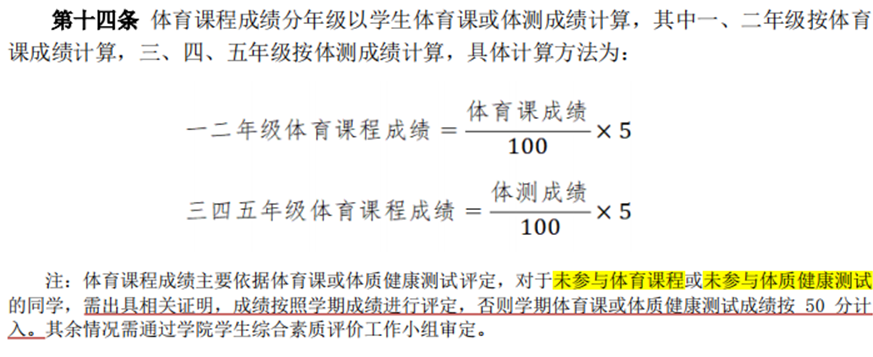 第十四条 体育课程成绩分年级以学生体育课或体测成绩计算，其中一、二年级按体育
课成绩计算，三、四、五年级按体测成绩计算，具体计算方法为：
一二年级体育课程成绩 = 体育课成绩/100 × 5
三四五年级体育课程成绩 = 体测成绩/100 × 5
注：体育课程成绩主要依据体育课或体质健康测试评定，对于未参与体育课程或未参与体质健康测试
的同学，需出具相关证明，成绩按照学期成绩进行评定，否则学期体育课或体质健康测试成绩按 50 分计
入。其余情况需通过学院学生综合素质评价工作小组审定。